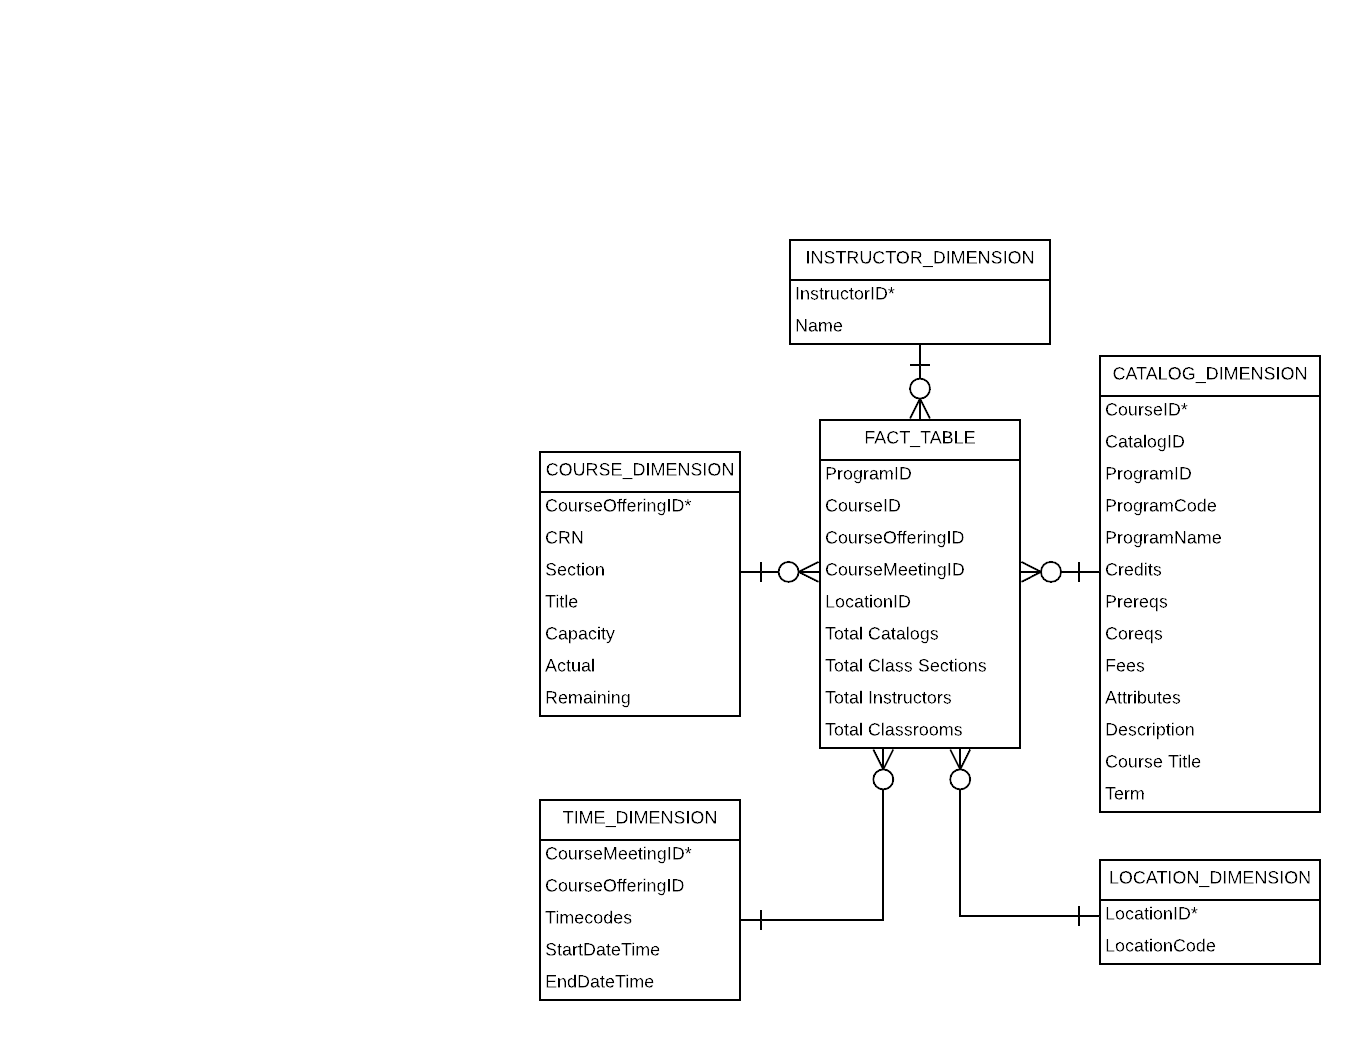 INSTRUCTOR_DIMENSION
InstructorID*
Name
CATALOG_DIMENSION
CourseID*
CatalogID
ProgramID
ProgramCode
ProgramName
Credits
Prereqs
Coreqs
Fees
Attributes
Description
Course Title
Term
FACT_TABLE
ProgramID
CourseID
CourseOfferingID
CourseMeetingID
LocationID
Total Catalogs
Total Class Sections
Total Instructors
Total Classrooms
COURSE_DIMENSION
CourseOfferingID*
CRN
Section
Title
Capacity
Actual
Remaining
TIME_DIMENSION
CourseMeetingID*
CourseOfferingID
Timecodes
StartDateTime
EndDateTime
LOCATION_DIMENSION
LocationID*
LocationCode